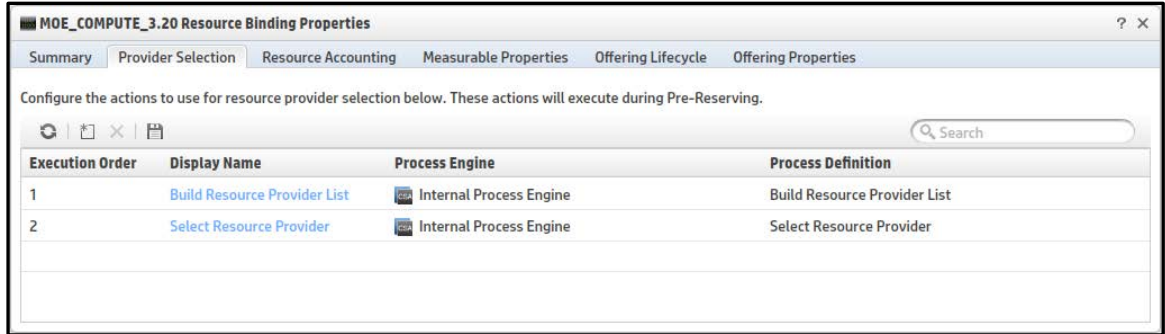 MOE_COMPUTE_3.20 Resource Binding Properties ? ×
Summary Provider Selection Resource Accounting Measurable Properties Offering Lifecycle Offering Properties
Configure the actions to use for resource provider selection below. These actions will execute during Pre-Reserving.
Search
Execution Order Display Name Process Engine Process Definition
1 Build Resource Provider List CSA Internal Process Engine Build Resource Provider List
2 Select Resource Provider CSA Internal Process Engine Select Resource Provider